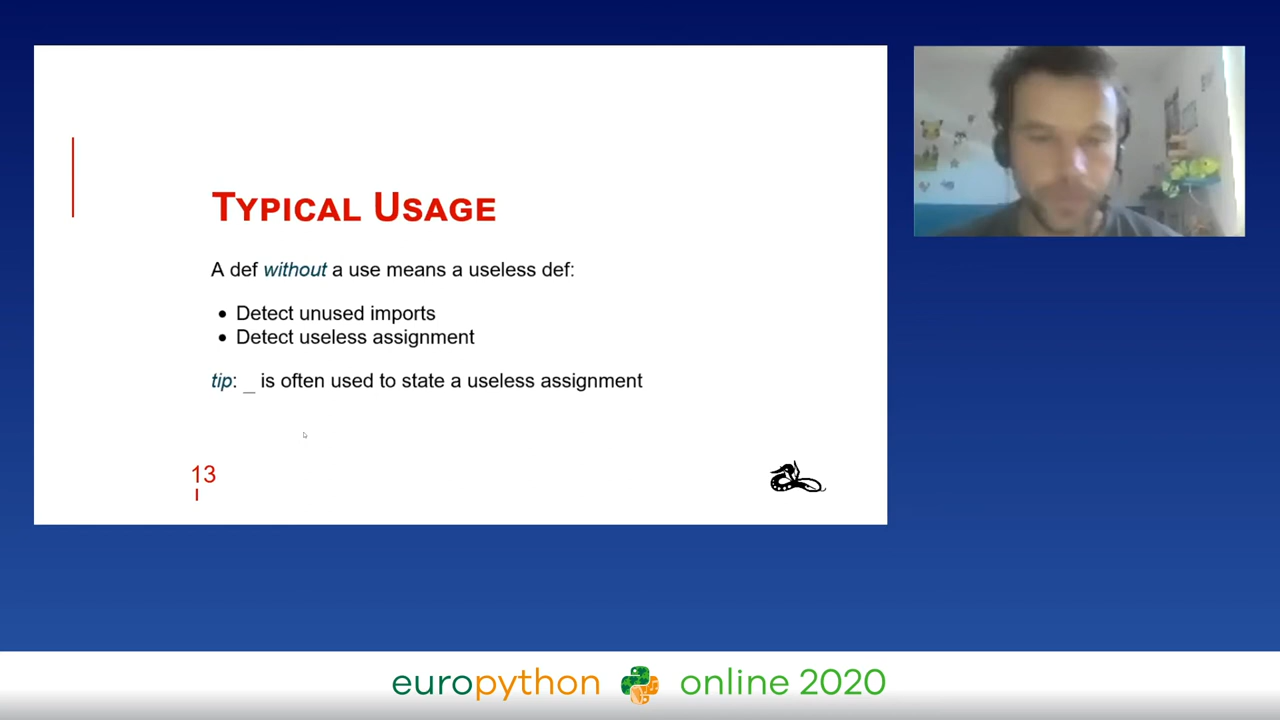 Typical Usage
A def without a use means a useless def:
Detect unused imports
Detect useless assignment
tip: _ is often used to state a useless assignment
13
europython online 2020